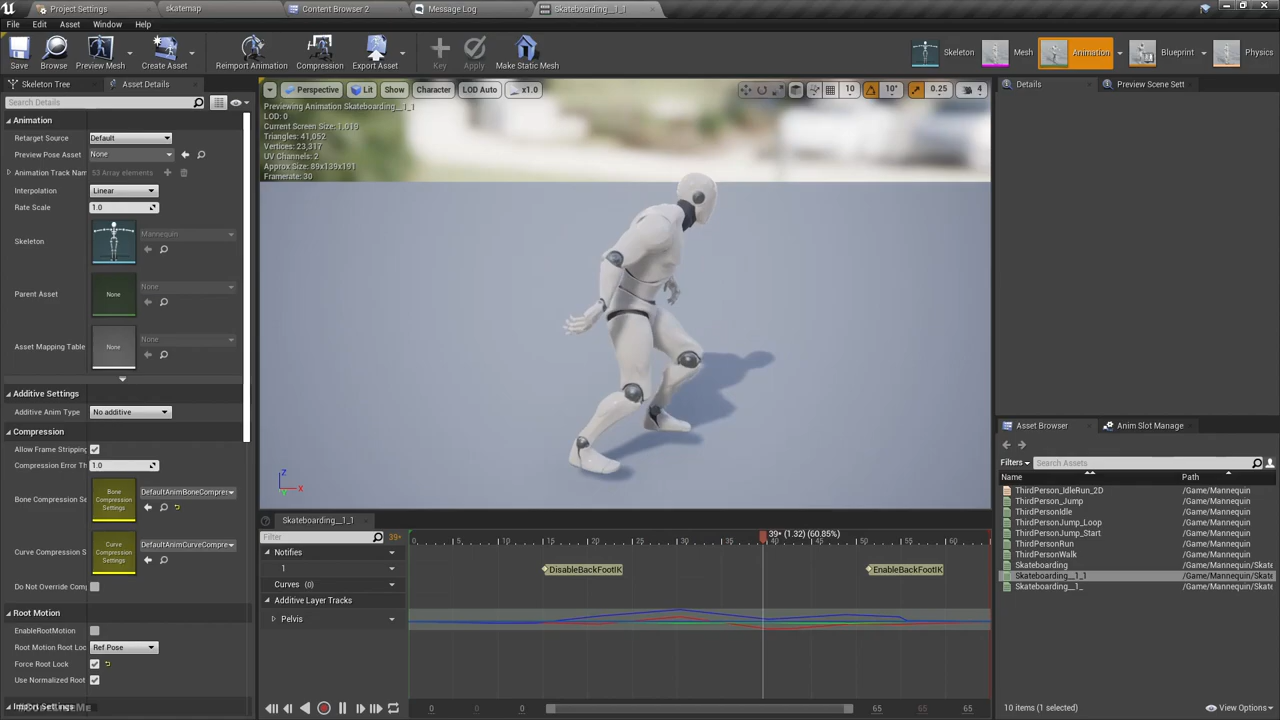 Project Settings
skatemap
Content Browser 2
Message Log
Skateboarding__1_1
File Edit Asset Window Help
Save
Browse
Preview Mesh
Create Asset
Reimport Animation
Compression
Export Asset
Key
Apply
Make Static Mesh
Skeleton
Mesh
Animation
Blueprint
Physics
Skeleton Tree
Asset Details
Search Details
Animation
Retarget Source Default
Preview Pose Asset None
Animation Track Nam 53 Array elements
Interpolation Linear
Rate Scale 1.0
Skeleton Mannequin
Parent Asset None None
Asset Mapping Table None None
Additive Settings
Additive Anim Type No additive
Compression
Allow Frame Stripping
Compression Error Th 1.0
Bone Compression Se Bone Compression Settings DefaultAnimBoneCompres
Curve Compression S Curve Compression Settings DefaultAnimCurveCompre
Do Not Override Comp
Root Motion
EnableRootMotion
Root Motion Root Loc Ref Pose
Force Root Lock
Use Normalized Root
Perspective
Lit
Show
Character
LOD Auto
x1.0
10
10°
0.25
4
Previewing Animation Skateboarding__1_1
LOD: 0
Current Screen Size: 1.019
Triangles: 41,052
Vertices: 23,317
UV Channels: 2
Approx Size: 89x139x191
Framerate: 30
Z
X
Skateboarding__1_1
Filter
39+
39+ (1.32) (60.85%)
0 5 10 15 20 25 30 35 40 45 50 55 60
Notifies
1
DisableBackFootIK
EnableBackFootIK
Curves (0)
Additive Layer Tracks
Pelvis
0 0 0 65 65 65
Details
Preview Scene Sett
Asset Browser
Anim Slot Manage
Filters
Search Assets
Name Path
ThirdPerson_IdleRun_2D /Game/Mannequin
ThirdPerson_Jump /Game/Mannequin
ThirdPersonIdle /Game/Mannequin
ThirdPersonJump_Loop /Game/Mannequin
ThirdPersonJump_Start /Game/Mannequin
ThirdPersonRun /Game/Mannequin
ThirdPersonWalk /Game/Mannequin
Skateboarding /Game/Mannequin/Skate
Skateboarding__1_1 /Game/Mannequin/Skate
Skateboarding__1_ /Game/Mannequin/Skate
10 items (1 selected)
View Options